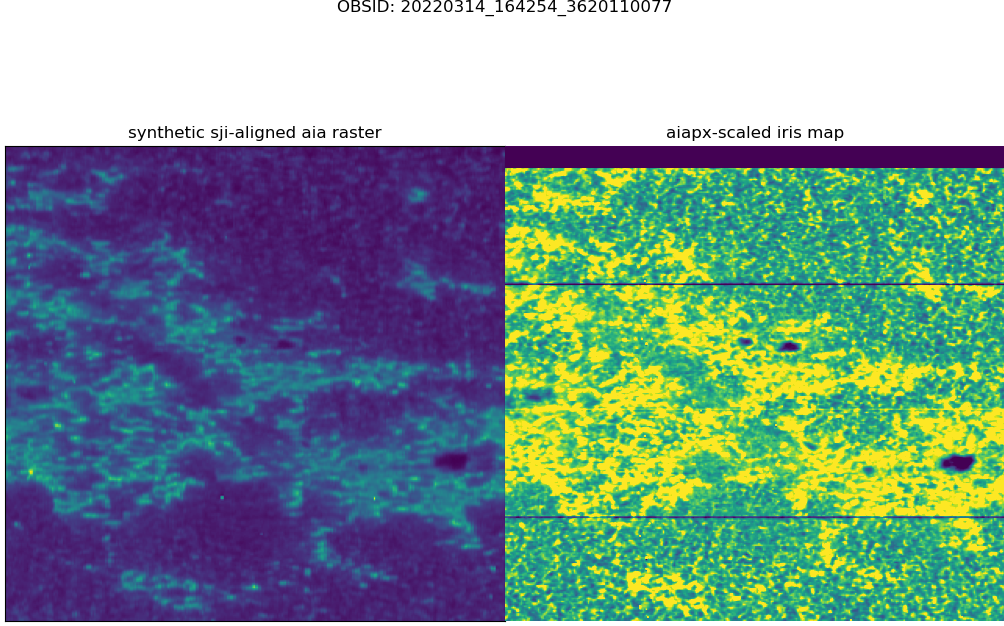 OBSID: 20220314_164254_3620110077
synthetic sji-aligned aia raster
aiapx-scaled iris map